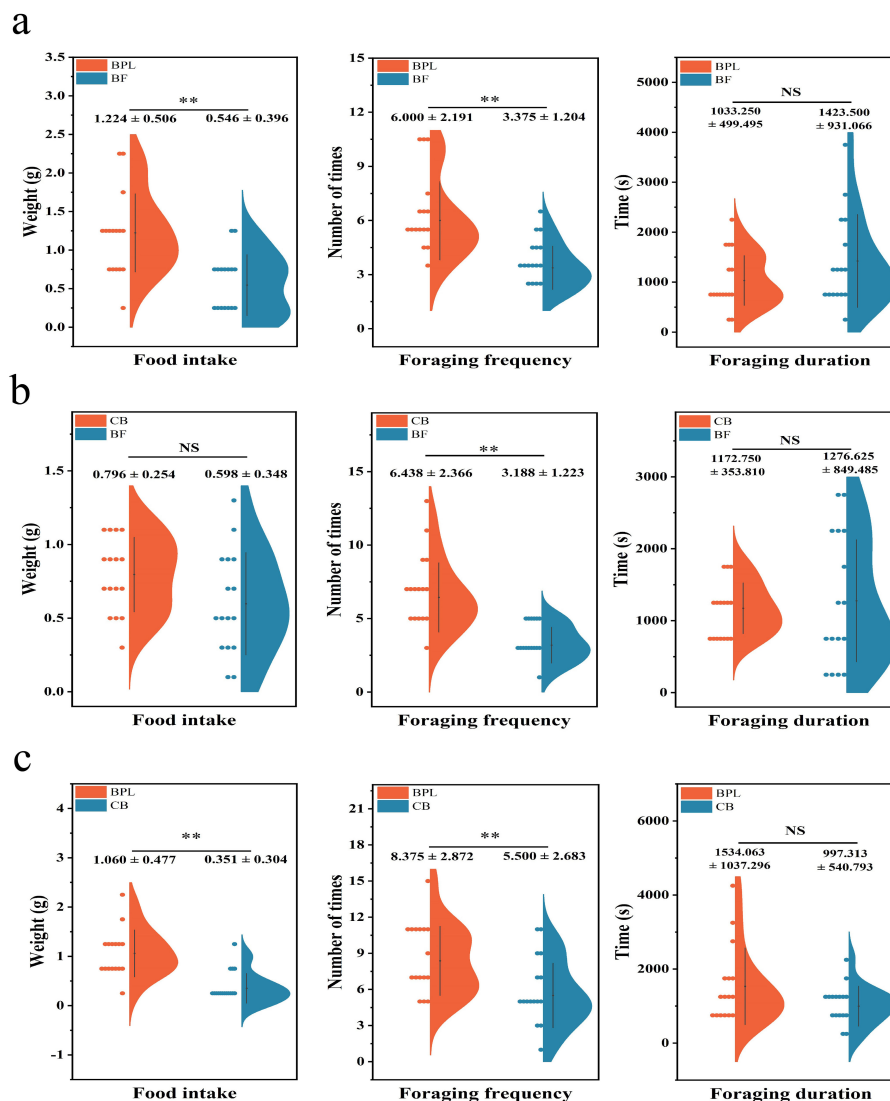 a
BPL
BF
**
1.224 ± 0.506
0.546 ± 0.396
3.5
3.0
2.5
2.0
1.5
1.0
0.5
0.0
Weight (g)
Food intake
BPL
BF
**
6.000 ± 2.191
3.375 ± 1.204
15
12
9
6
3
0
Number of times
Foraging frequency
BPL
BF
NS
1033.250
± 499.495
1423.500
± 931.066
5000
4000
3000
2000
1000
0
Time (s)
Foraging duration
b
CB
BF
NS
0.796 ± 0.254
0.598 ± 0.348
1.5
1.0
0.5
0.0
Weight (g)
Food intake
CB
BF
**
6.438 ± 2.366
3.188 ± 1.223
15
10
5
0
Number of times
Foraging frequency
CB
BF
NS
1172.750
± 353.810
1276.625
± 849.485
3000
2000
1000
0
Time (s)
Foraging duration
c
BPL
CB
**
1.060 ± 0.477
0.351 ± 0.304
4
3
2
1
0
-1
Weight (g)
Food intake
BPL
CB
**
8.375 ± 2.872
5.500 ± 2.683
21
18
15
12
9
6
3
0
Number of times
Foraging frequency
BPL
CB
NS
1534.063
± 1037.296
997.313
± 540.793
6000
4000
2000
0
Time (s)
Foraging duration